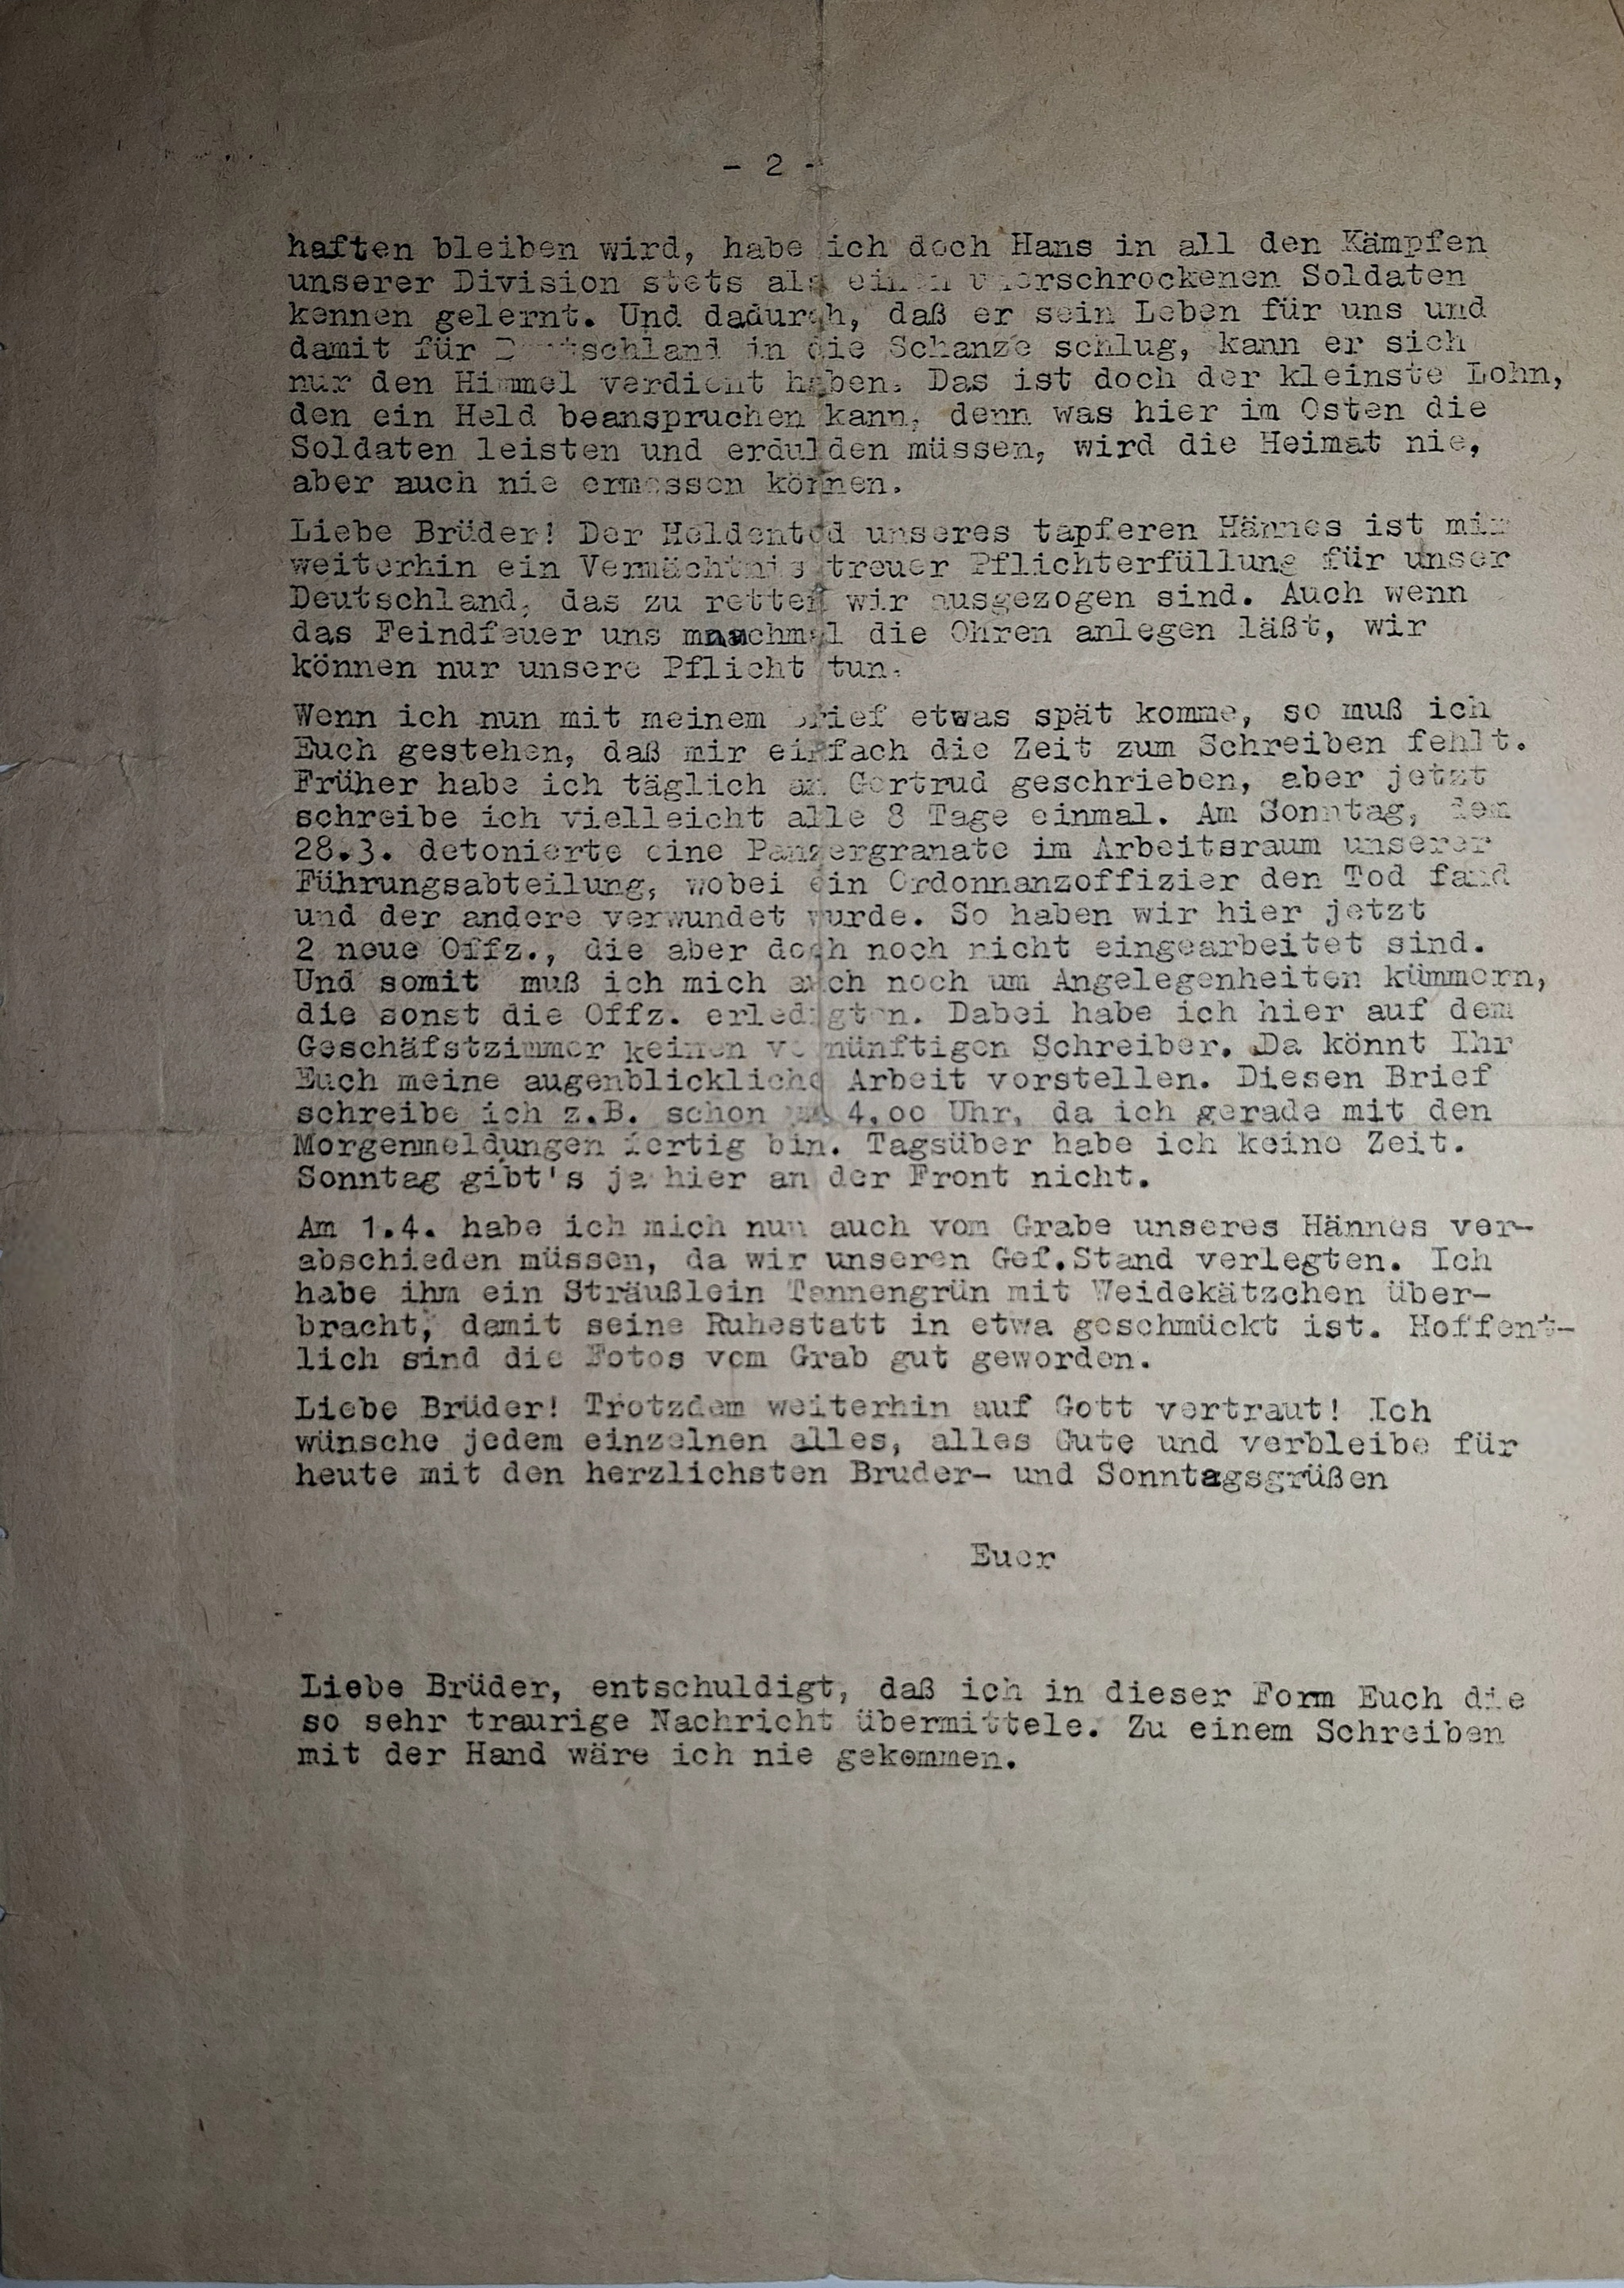 - 2 -
haften bleiben wird, habe ich doch Hans in all den Kämpfen
unserer Division stets als einen unerschrockenen Soldaten
kennen gelernt. Und dadurch, daß er sein Leben für uns und
damit für Deutschland in die Schanze schlug, kann er sich
nur den Himmel verdient haben. Das ist doch der kleinste Lohn,
den ein Held beanspruchen kann, denn was hier im Osten die
Soldaten leisten und erdulden müssen, wird die Heimat nie,
aber auch nie ermessen können.
Liebe Brüder! Der Heldentod unseres tapferen Hännes ist mir
weiterhin ein Vermächtnis treuer Pflichterfüllung für unser
Deutschland, das zu retten wir ausgezogen sind. Auch wenn
das Feindfeuer uns manchmal die Ohren anlegen läßt, wir
können nur unsere Pflicht tun.
Wenn ich nun mit meinem Brief etwas spät komme, so muß ich
Euch gestehen, daß mir einfach die Zeit zum Schreiben fehlt.
Früher habe ich täglich an Gertrud geschrieben, aber jetzt
schreibe ich vielleicht alle 8 Tage einmal. Am Sonntag, dem
28.3. detonierte eine Panzergranate im Arbeitsraum unserer
Führungsabteilung, wobei ein Ordonnanzoffizier den Tod fand
und der andere verwundet wurde. So haben wir hier jetzt
2 neue Offz., die aber doch noch nicht eingearbeitet sind.
Und somit muß ich mich auch noch um Angelegenheiten kümmern,
die sonst die Offz. erledigten. Dabei habe ich hier auf dem
Geschäfstzimmer keinen vernünftigen Schreiber. Da könnt Ihr
Euch meine augenblickliche Arbeit vorstellen. Diesen Brief
schreibe ich z.B. schon um 4,oo Uhr, da ich gerade mit den
Morgenmeldungen fertig bin. Tagsüber habe ich keine Zeit.
Sonntag gibt's ja hier an der Front nicht.
Am 1.4. habe ich mich nun auch vom Grabe unseres Hännes ver-
abschieden müssen, da wir unseren Gef.Stand verlegten. Ich
habe ihm ein Sträußlein Tannengrün mit Weidekätzchen über-
bracht, damit seine Ruhestatt in etwa geschmückt ist. Hoffent-
lich sind die Fotos vom Grab gut geworden.
Liebe Brüder! Trotzdem weiterhin auf Gott vertraut! Ich
wünsche jedem einzelnen alles, alles Gute und verbleibe für
heute mit den herzlichsten Bruder- und Sonntagsgrüßen
Euer
Liebe Brüder, entschuldigt, daß ich in dieser Form Euch die
so sehr traurige Nachricht übermittele. Zu einem Schreiben
mit der Hand wäre ich nie gekommen.